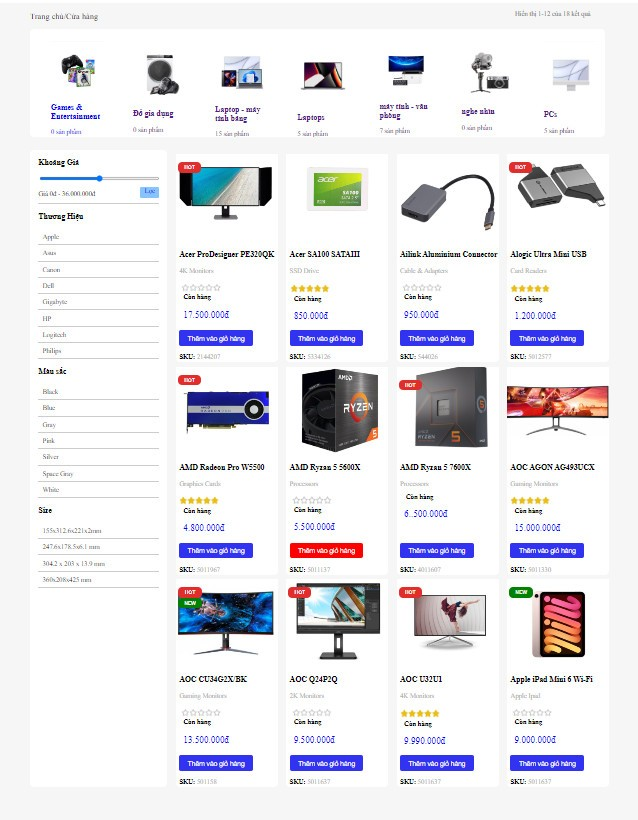 Trang chủ/Cửa hàng
Hiển thị 1-12 của 18 kết quả
Games & Entertainment
0 sản phẩm
Đồ gia dụng
0 sản phẩm
Laptop - máy tính bảng
15 sản phẩm
Laptops
5 sản phẩm
máy tính - văn phòng
7 sản phẩm
nghe nhìn
0 sản phẩm
PCs
5 sản phẩm
Khoảng Giá
Giá 0đ - 36.000.000đ
Lọc
Thương Hiệu
Apple
Asus
Canon
Dell
Gigabyte
HP
Logitech
Philips
Màu sắc
Black
Blue
Gray
Pink
Silver
Space Gray
White
Size
155x312.6x221x2mm
247.6x178.5x6.1 mm
304.2 x 203 x 13.9 mm
360x208x425 mm
HOT
Acer ProDesigner PE320QK
4K Monitors
Còn hàng
17.500.000đ
Thêm vào giỏ hàng
SKU: 2144207
acer
Acer SA100 SATAIII
SSD Drive
Còn hàng
850.000đ
Thêm vào giỏ hàng
SKU: 5334126
Ailink Aluminium Connector
Cable & Adapters
Còn hàng
950.000đ
Thêm vào giỏ hàng
SKU: 544026
HOT
Alogic Ultra Mini USB
Card Readers
Còn hàng
1.200.000đ
Thêm vào giỏ hàng
SKU: 5012577
HOT
AMD Radeon Pro W5500
Graphics Cards
Còn hàng
4.800.000đ
Thêm vào giỏ hàng
SKU: 5011967
AMD
RYZEN
5
AMD Ryzan 5 5600X
Processors
Còn hàng
5.500.000đ
Thêm vào giỏ hàng
SKU: 5011137
HOT
RYZEN
5
AMD Ryzen 5 7600X
Processors
Còn hàng
6..500.000đ
Thêm vào giỏ hàng
SKU: 4011607
AOC AGON AG493UCX
Gaming Monitors
Còn hàng
15.000.000đ
Thêm vào giỏ hàng
SKU: 5011330
HOT
NEW
AOC CU34G2X/BK
Gaming Monitors
Còn hàng
13.500.000đ
Thêm vào giỏ hàng
SKU: 501158
HOT
AOC Q24P2Q
2K Monitors
Còn hàng
9.500.000đ
Thêm vào giỏ hàng
SKU: 5011637
HOT
AOC U32U1
4K Monitors
Còn hàng
9.990.000đ
Thêm vào giỏ hàng
SKU: 5011637
NEW
Apple iPad Mini 6 Wi-Fi
Apple Ipad
Còn hàng
9.000.000đ
Thêm vào giỏ hàng
SKU: 5011637